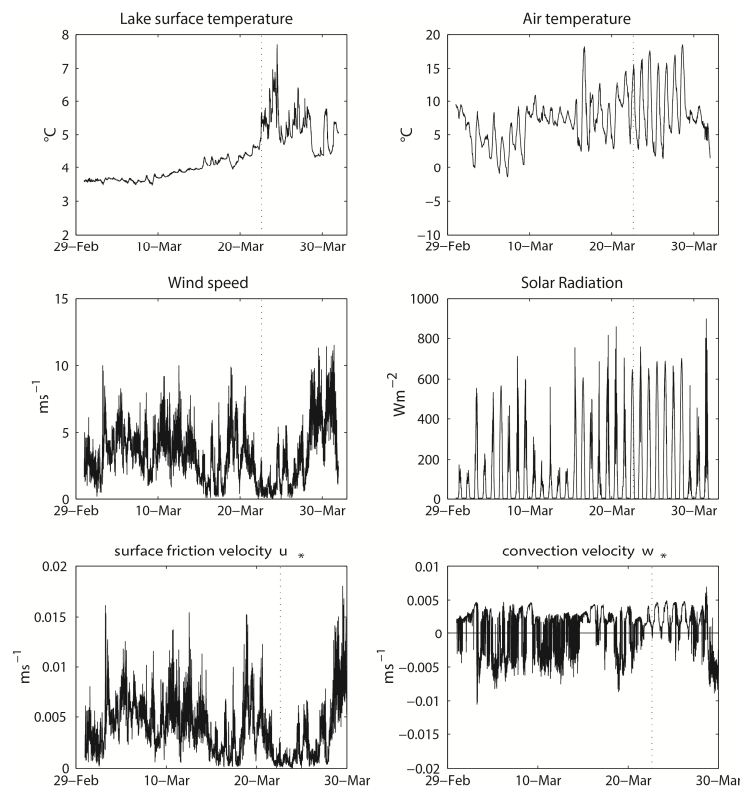 Lake surface temperature
8
7
6
5
4
3
2
°C
29−Feb 10−Mar 20−Mar 30−Mar
Air temperature
20
15
10
5
0
−5
−10
°C
29−Feb 10−Mar 20−Mar 30−Mar
Wind speed
15
10
5
0
ms−1
29−Feb 10−Mar 20−Mar 30−Mar
Solar Radiation
1000
800
600
400
200
0
Wm−2
29−Feb 10−Mar 20−Mar 30−Mar
surface friction velocity u *
0.02
0.015
0.01
0.005
0
ms−1
29−Feb 10−Mar 20−Mar 30−Mar
convection velocity w *
0.01
0.005
0
−0.005
−0.01
−0.015
−0.02
ms−1
29−Feb 10−Mar 20−Mar 30−Mar